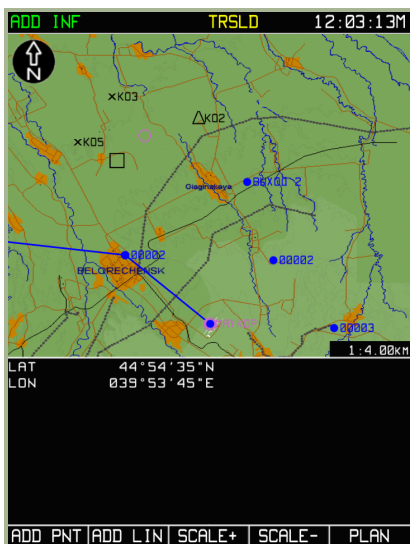 ADD INF TRSLD 12:03:13M
N
K03
K02
K05
Giaginskaya
00002
BELORECHENSK
00002
00003
1:4.00KM
LAT 44°54'35"N
LON 039°53'45"E
ADD PNT ADD LIN SCALE+ SCALE- PLAN